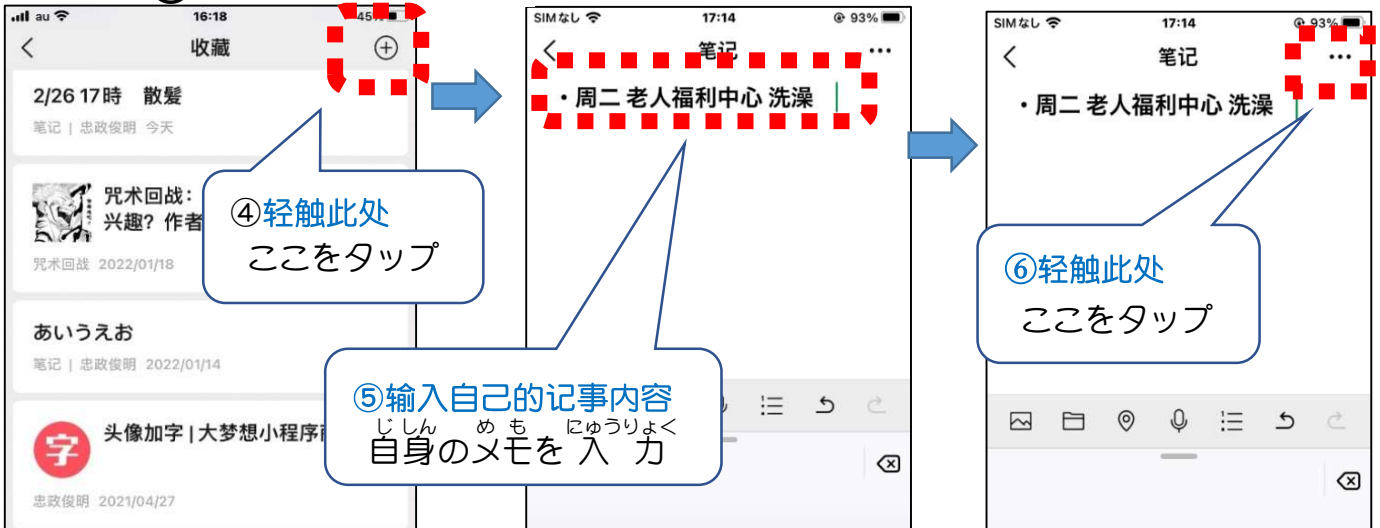 au 16:18 45%
收藏
2/26 17時 散髪
笔记 | 忠政俊明 今天
咒术回战：
兴趣？作者
咒术回战 2022/01/18
あいうえお
笔记 | 忠政俊明 2022/01/14
字
头像加字 | 大梦想小程序
忠政俊明 2021/04/27
④轻触此处
ここをタップ
SIMなし 17:14 93%
笔记
・周二 老人福利中心 洗澡
⑤输入自己的记事内容
じしん めも にゅうりょく
自身のメモを入力
SIMなし 17:14 93%
笔记
・周二 老人福利中心 洗澡
⑥轻触此处
ここをタップ